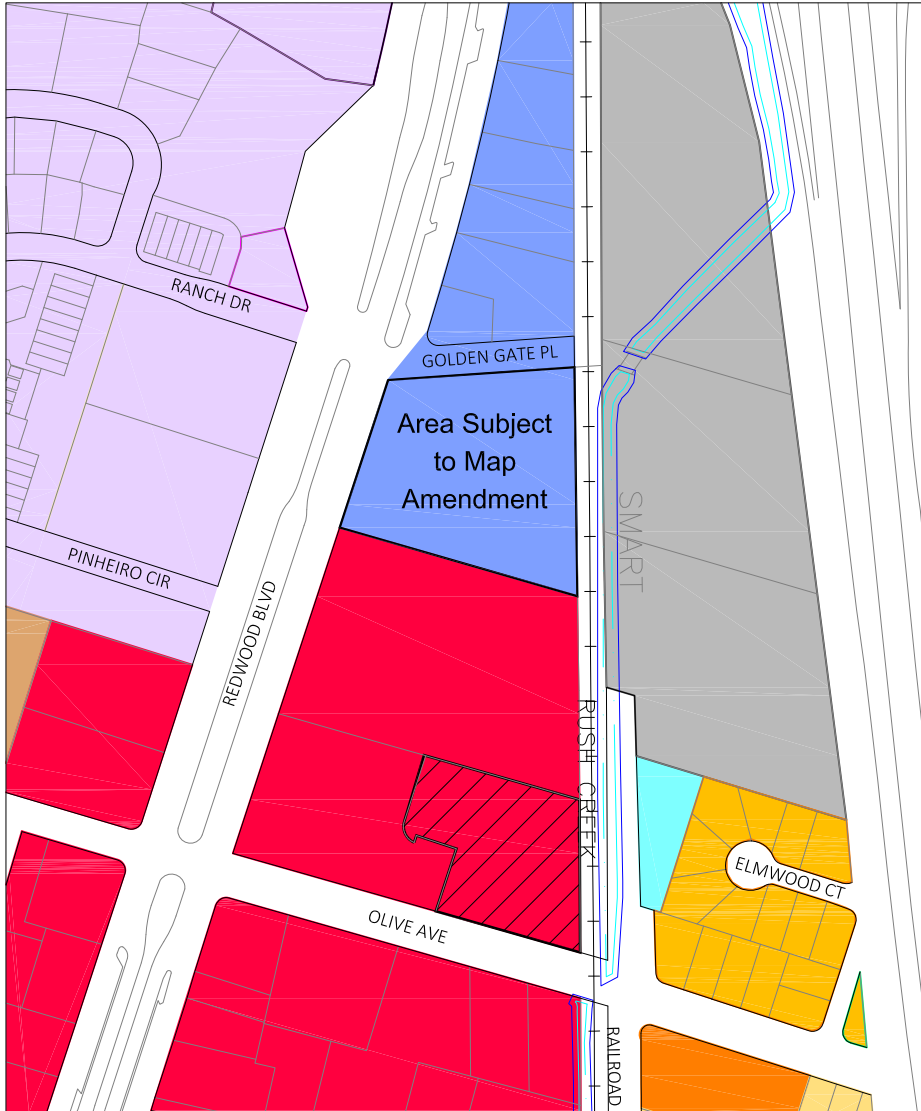 RANCH DR
GOLDEN GATE PL
Area Subject
to Map
Amendment
SMART
PINHEIRO CIR
REDWOOD BLVD
RUSH CREEK
ELMWOOD CT
OLIVE AVE
RAILROAD